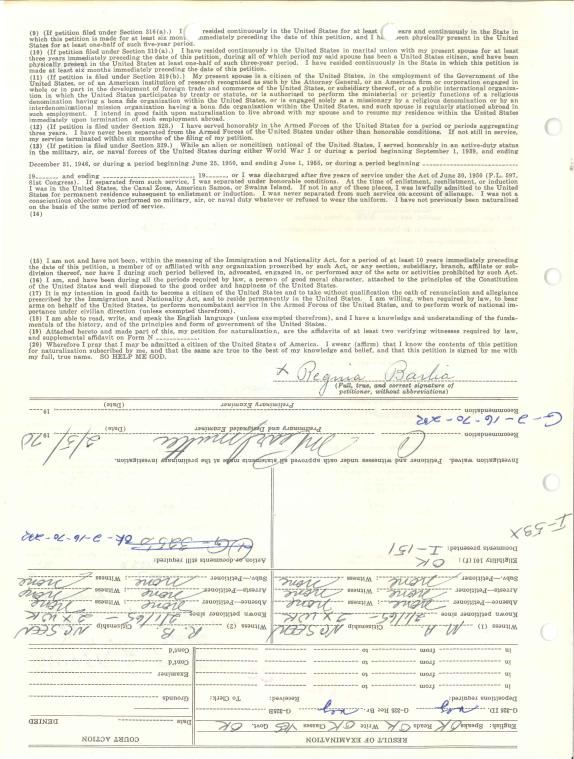 (9) (If petition filed under Section 316(a).) I resided continuously in the United States for at least years and continuously in the State in
which this petition is made for at least six months immediately preceding the date of this petition, and I have been physically present in the United
States for at least one-half of such five-year period.
(10) (If petition filed under Section 319(a).) I have resided continuously in the United States in marital union with my present spouse for at least
three years immediately preceding the date of this petition, during all of which period my said spouse has been a United States citizen, and have been
physically present in the United States at least one-half of such three-year period. I have resided continuously in the State in which this petition is
made at least six months immediately preceding the date of this petition.
(11) (If petition is filed under Section 319(b).) My present spouse is a citizen of the United States, in the employment of the Government of the
United States, or of an American institution of research recognized as such by the Attorney General, or an American firm or corporation engaged in
whole or in part in the development of foreign trade and commerce of the United States, or subsidiary thereof, or of a public international organiza-
tion in which the United States participates by treaty or statute, or is authorized to perform the ministerial or priestly functions of a religious
denomination having a bona fide organization within the United States, or is engaged solely as a missionary by a religious denomination or by an
interdenominational mission organization having a bona fide organization within the United States, and such spouse is regularly stationed abroad in
such employment. I intend in good faith upon naturalization to live abroad with my spouse and to resume my residence within the United States
immediately upon termination of such employment abroad.
(12) (If petition filed under Section 328.) I have served honorably in the Armed Forces of the United States for a period or periods aggregating
three years. I have never been separated from the Armed Forces of the United States under other than honorable conditions. If not still in service,
my service terminated within six months of the filing of my petition.
(13) (If petition filed under Section 329.) While an alien or noncitizen national of the United States, I served honorably in an active-duty status
in the military, air, or naval forces of the United States during either World War I or during a period beginning September 1, 1939, and ending
December 31, 1946, or during a period beginning June 25, 1950, and ending July 1, 1955, or during a period beginning
19 and ending 19 or I was discharged after five years of service under the Act of June 30, 1950 (P.L. 597,
81st Congress). If separated from such service, I was separated under honorable conditions. At the time of enlistment, reenlistment, or induction
I was in the United States, the Canal Zone, American Samoa, or Swains Island. If not in any of these places, I was lawfully admitted to the United
States for permanent residence subsequent to enlistment or induction. I was never separated from such service on account of alienage. I was not a
conscientious objector who performed no military, air, or naval duty whatever or refused to wear the uniform. I have not previously been naturalized
on the basis of the same period of service.
(14)
(15) I am not and have not been, within the meaning of the Immigration and Nationality Act, for a period of at least 10 years immediately preceding
the date of this petition, a member of or affiliated with any organization proscribed by such Act, or any section, subsidiary, branch, affiliate or sub-
division thereof, nor have I during such period believed in, advocated, engaged in, or performed any of the acts or activities prohibited by such Act.
(16) I am, and have been during all the periods required by law, a person of good moral character, attached to the principles of the Constitution
of the United States and well disposed to the good order and happiness of the United States.
(17) It is my intention in good faith to become a citizen of the United States and to take without qualification the oath of renunciation and allegiance
prescribed by the Immigration and Nationality Act, and to reside permanently in the United States. I am willing, when required by law, to bear
arms on behalf of the United States, to perform noncombatant service in the Armed Forces of the United States, and to perform work of national im-
portance under civilian direction (unless exempted therefrom).
(18) I am able to read, write, and speak the English language (unless exempted therefrom), and I have a knowledge and understanding of the funda-
mentals of the history, and of the principles and form of government of the United States.
(19) Attached hereto and made part of this, my petition for naturalization, are the affidavits of at least two verifying witnesses required by law,
and supplemental affidavit on Form N
(20) Wherefore I pray that I may be admitted a citizen of the United States of America. I swear (affirm) that I know the contents of this petition
for naturalization subscribed by me, and that the same are true to the best of my knowledge and belief, and that this petition is signed by me with
my full, true name. SO HELP ME GOD.
x Regina Barlia
(Full, true, and correct signature of
petitioner, without abbreviations)
RESULT OF EXAMINATION
COURT ACTION
English: Speaks OK Reads OK Write OK Classes YES Govt. OK
Date DENIED
G-325 ID. G-325 Rec Br. G-325B
Grounds
Depositions required: Received: To Clerk:
in from to
in from to
Examiner
in from to
Cont'd
in from to
Cont'd
Witness (1) M. A. Citizenship NC SEEN Witness (2) R. B. Citizenship NC SEEN
Known petitioner since 2/1/65 - 2 x WK Known petitioner since 2/1/65 - 2 x WK
Absence-Petitioner none Witness none Absence-Petitioner none Witness none
Arrests-Petitioner none Witness none Arrests-Petitioner none Witness none
Subv.-Petitioner none Witness none Subv.-Petitioner none Witness none
Eligibility 101 (f): OK
Action, documents still required:
Documents presented: I-151
G-325 OK 2-16-70
I-53X
Investigation waived. Petitioner and witnesses under oath approved all statements made at the preliminary investigation.
2/5/ 1970
Preliminary Examiner (Date)
Recommendation
G-2-16-70
Preliminary and Designated Examiner (Date)
Recommendation 19